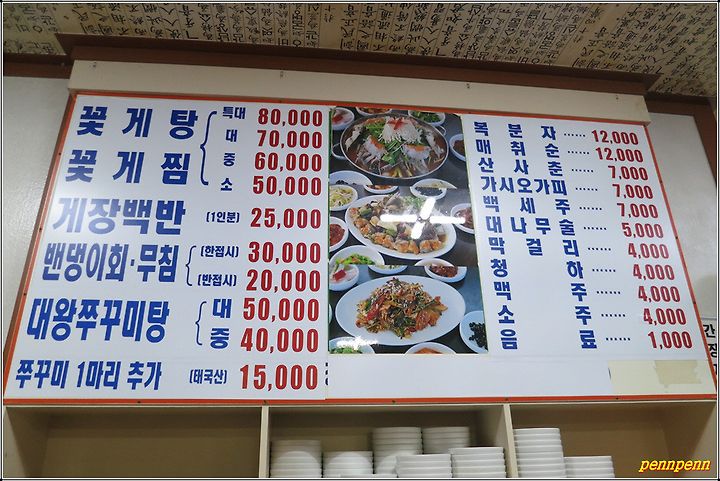 꽃게탕
꽃게찜
특대 80,000
대 70,000
중 60,000
소 50,000
게장백반 (1인분) 25,000
밴댕이회·무침 (한접시) 30,000
(반접시) 20,000
대왕쭈꾸미탕 대 50,000
중 40,000
쭈꾸미 1마리 추가 (태국산) 15,000
복분자 ...... 12,000
매취순 ...... 12,000
산사춘 ...... 7,000
가시오가피 ...... 7,000
백세주 ...... 7,000
대나무술 ...... 5,000
막걸리 ...... 4,000
청하 ...... 4,000
맥주 ...... 4,000
소주 ...... 4,000
음료 ...... 1,000
pennpenn